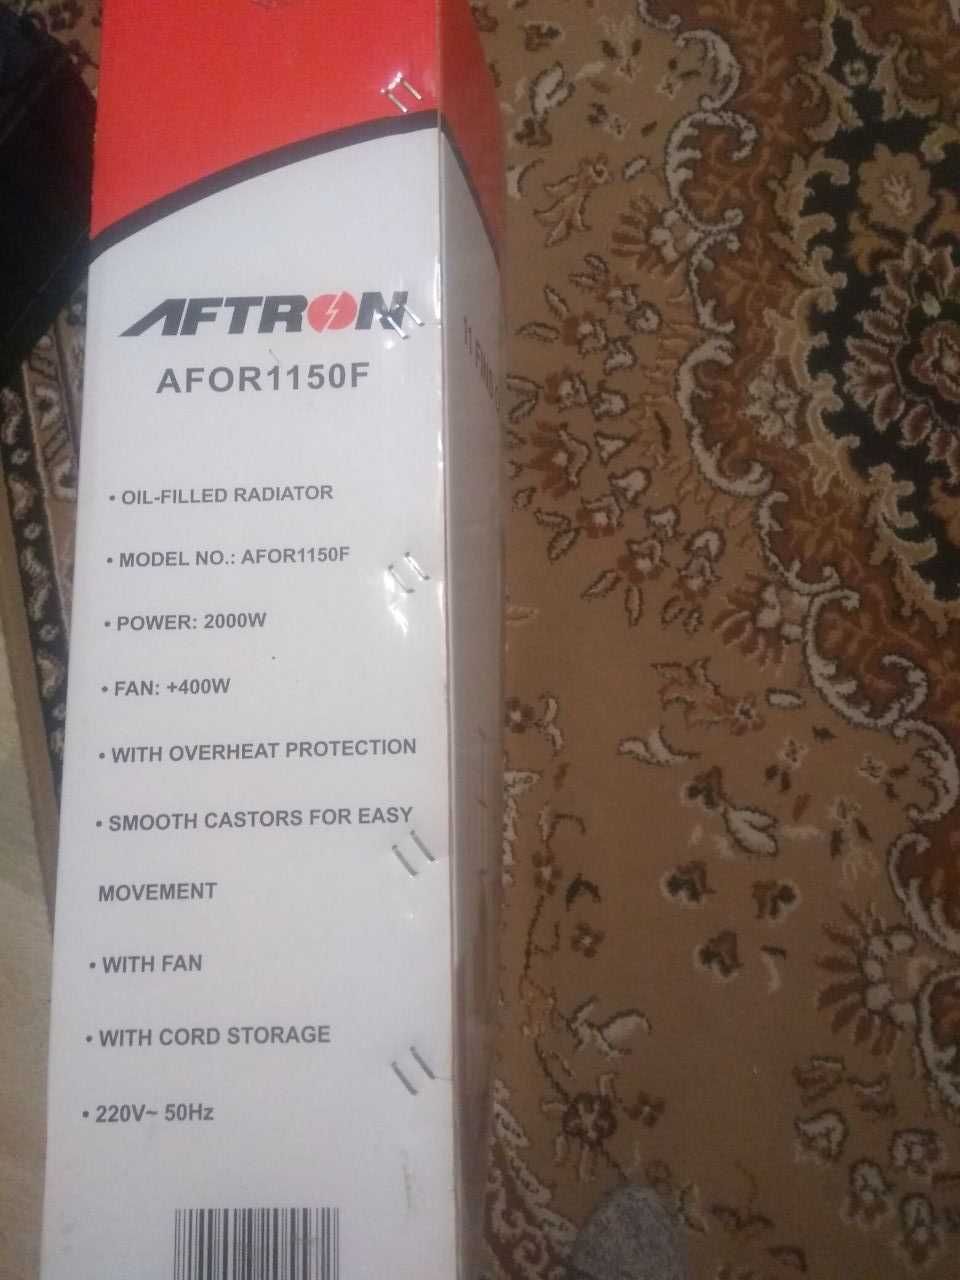 AFTRON
AFOR1150F
• OIL-FILLED RADIATOR
• MODEL NO.: AFOR1150F
• POWER: 2000W
• FAN: +400W
• WITH OVERHEAT PROTECTION
• SMOOTH CASTORS FOR EASY
MOVEMENT
• WITH FAN
• WITH CORD STORAGE
• 220V~ 50Hz